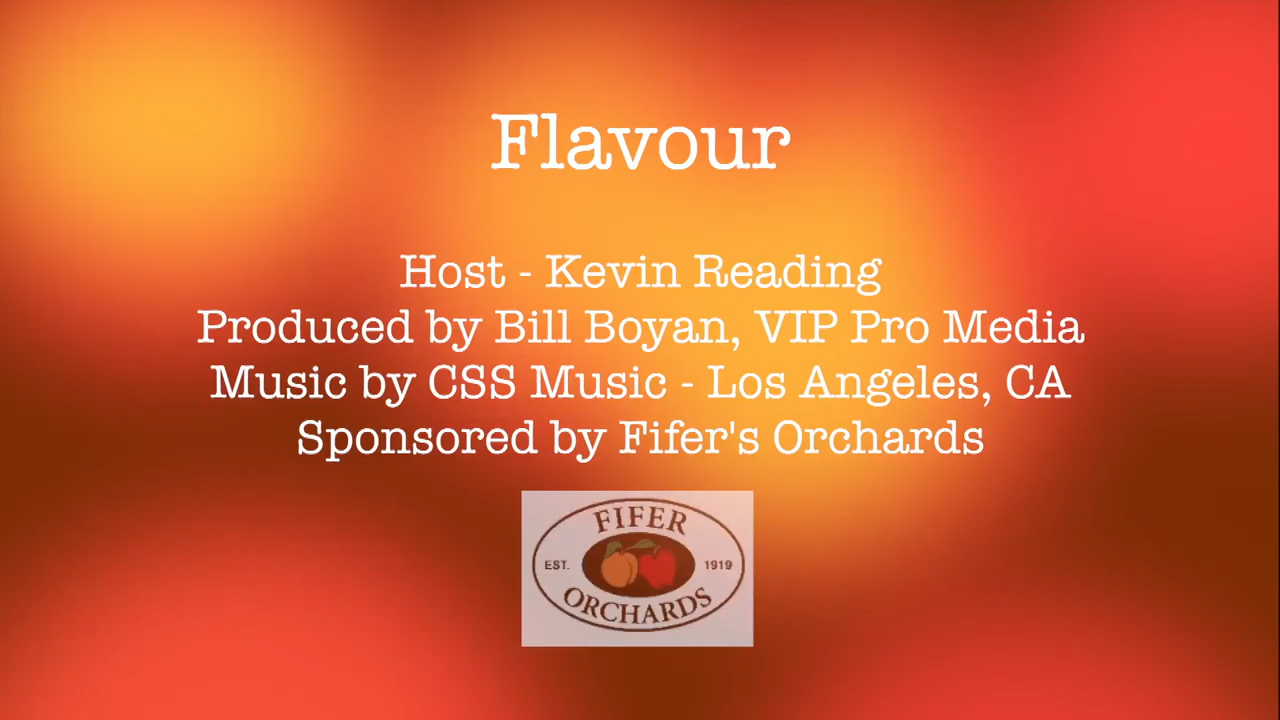 Flavour
Host - Kevin Reading
Produced by Bill Boyan, VIP Pro Media
Music by CSS Music - Los Angeles, CA
Sponsored by Fifer's Orchards
FIFER
EST. 1919
ORCHARDS